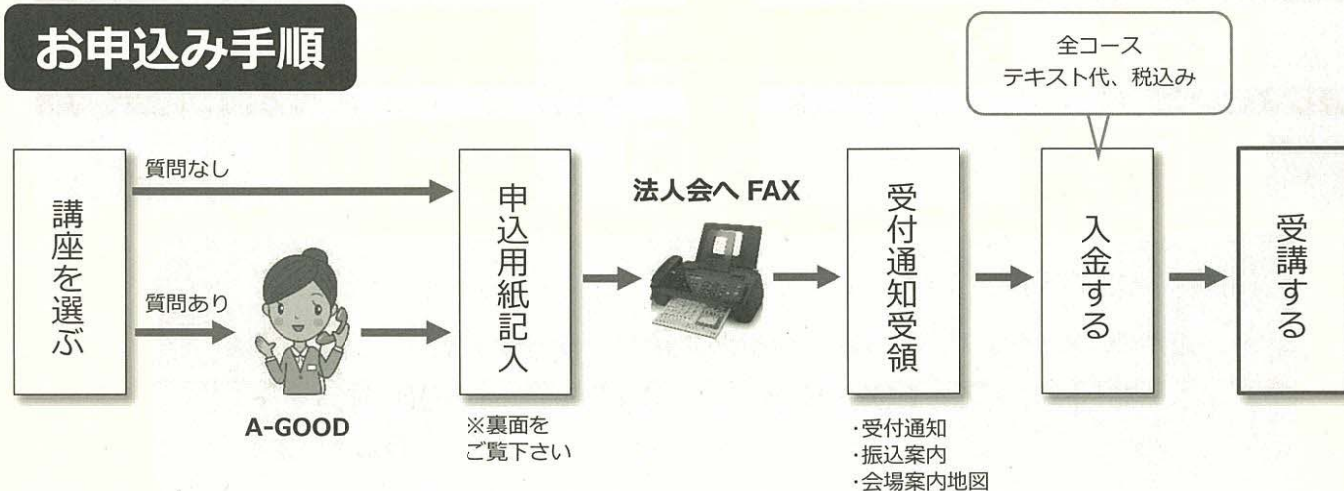 お申込み手順
全コース
テキスト代、税込み
講座を選ぶ
質問なし
質問あり
A-GOOD
申込用紙記入
※裏面を
ご覧下さい
法人会へ FAX
受付通知受領
・受付通知
・振込案内
・会場案内地図
入金する
受講する